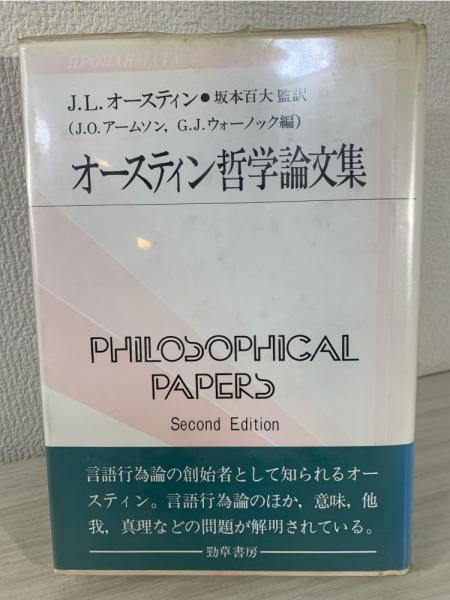 ΠΡΟΒΛΗΜΑΤΑ
J.L.オースティン●坂本百大 監訳
(J.O.アームソン, G.J.ウォーノック編)
オースティン哲学論文集
PHILOSOPHICAL
PAPERS
Second Edition
言語行為論の創始者として知られるオー
スティン。言語行為論のほか，意味，他
我，真理などの問題が解明されている。
勁草書房